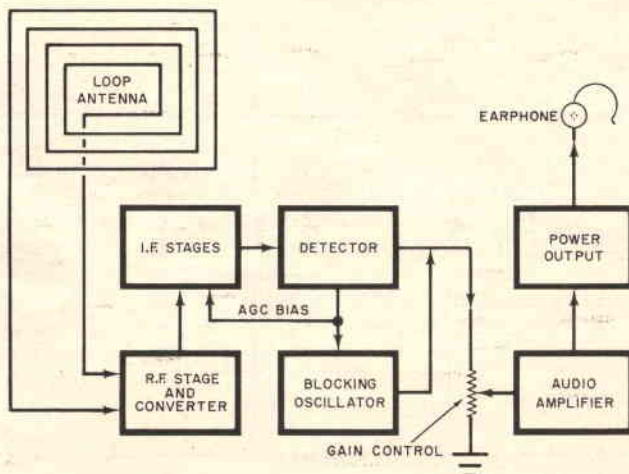 LOOP
ANTENNA
EARPHONE
I.F. STAGES
DETECTOR
POWER
OUTPUT
AGC BIAS
R.F. STAGE
AND
CONVERTER
BLOCKING
OSCILLATOR
AUDIO
AMPLIFIER
GAIN CONTROL